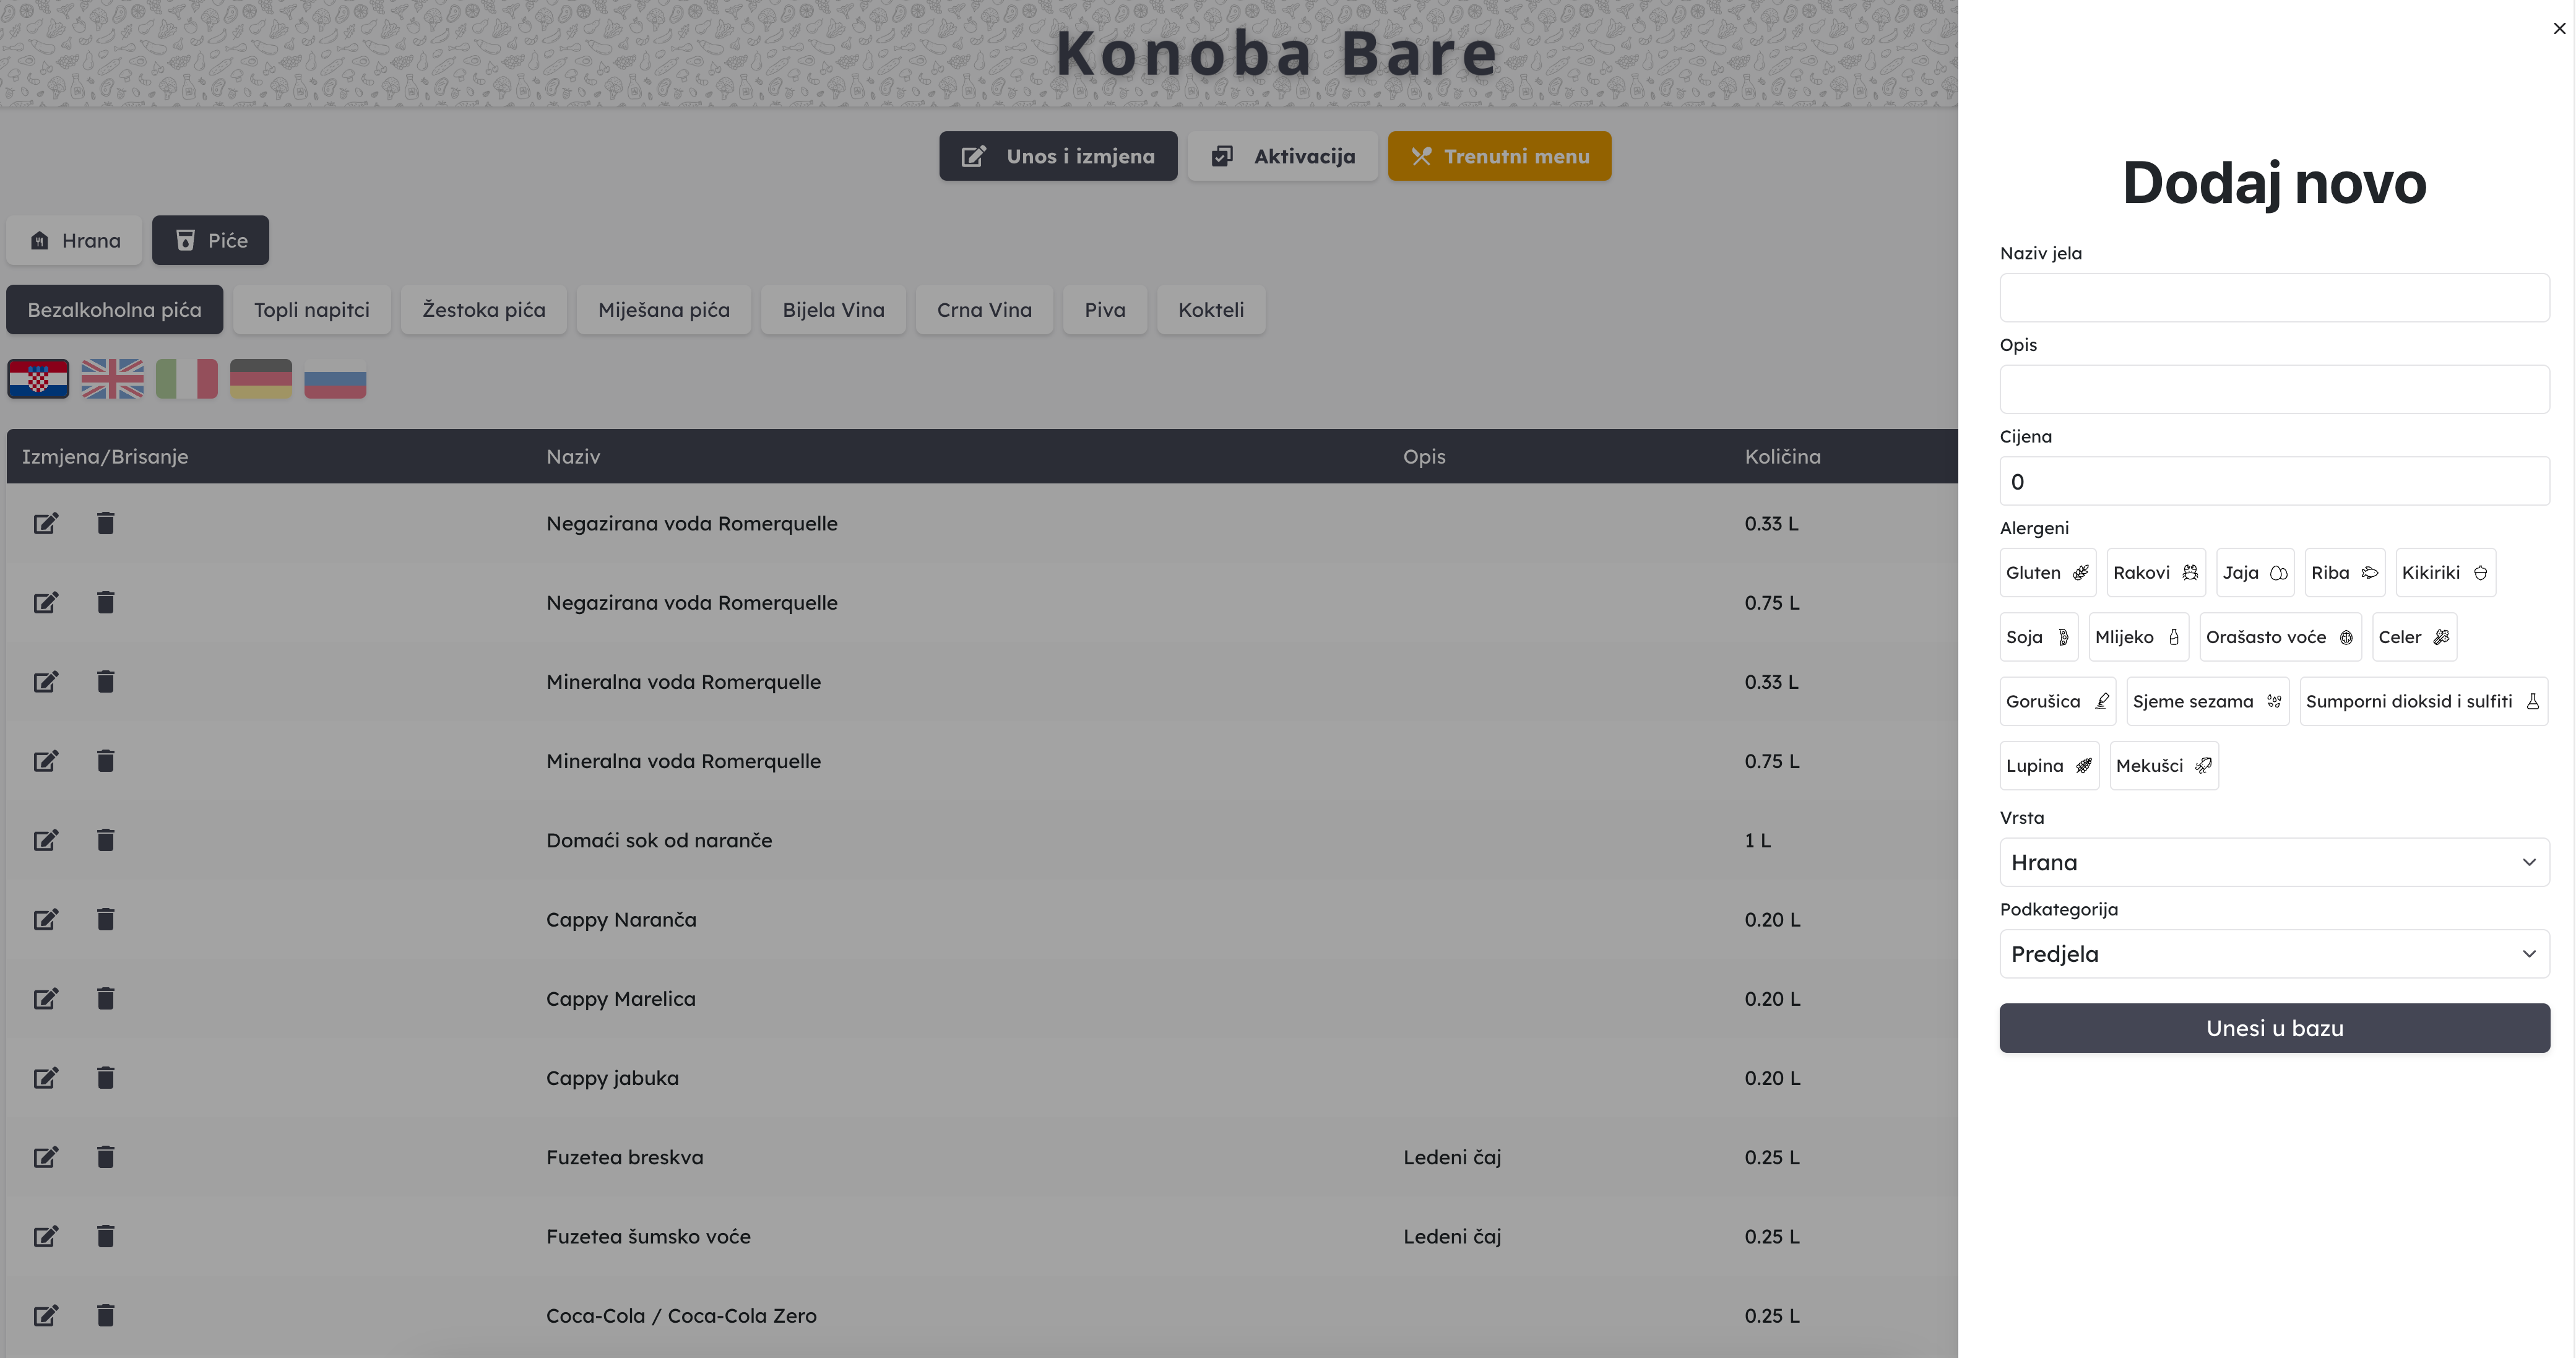 Konoba Bare
Unos i izmjena Aktivacija Trenutni menu
Hrana Piće
Bezalkoholna pića Topli napitci Žestoka pića Miješana pića Bijela Vina Crna Vina Piva Kokteli
Izmjena/Brisanje Naziv Opis Količina
Negazirana voda Romerquelle 0.33 L
Negazirana voda Romerquelle 0.75 L
Mineralna voda Romerquelle 0.33 L
Mineralna voda Romerquelle 0.75 L
Domaći sok od naranče 1 L
Cappy Naranča 0.20 L
Cappy Marelica 0.20 L
Cappy jabuka 0.20 L
Fuzetea breskva Ledeni čaj 0.25 L
Fuzetea šumsko voće Ledeni čaj 0.25 L
Coca-Cola / Coca-Cola Zero 0.25 L
Dodaj novo
Naziv jela
Opis
Cijena
0
Alergeni
Gluten Rakovi Jaja Riba Kikiriki
Soja Mlijeko Orašasto voće Celer
Gorušica Sjeme sezama Sumporni dioksid i sulfiti
Lupina Mekušci
Vrsta
Hrana
Podkategorija
Predjela
Unesi u bazu